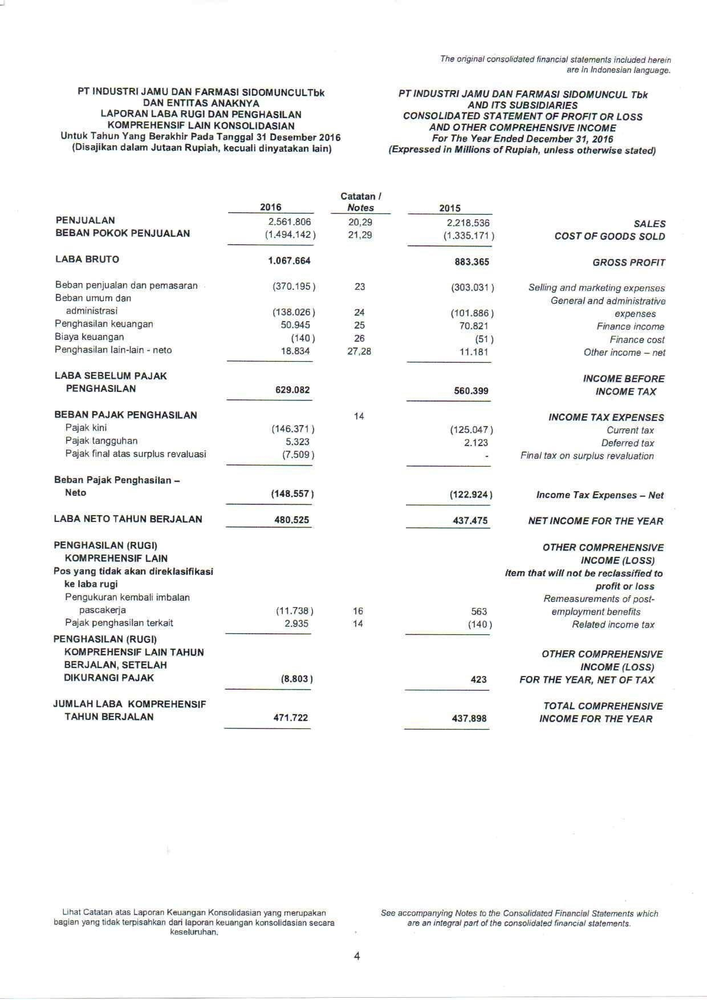 The original consolidated financial statements included herein
are in Indonesian language.
PT INDUSTRI JAMU DAN FARMASI SIDOMUNCULTbk
DAN ENTITAS ANAKNYA
LAPORAN LABA RUGI DAN PENGHASILAN
KOMPREHENSIF LAIN KONSOLIDASIAN
Untuk Tahun Yang Berakhir Pada Tanggal 31 Desember 2016
(Disajikan dalam Jutaan Rupiah, kecuali dinyatakan lain)
PT INDUSTRI JAMU DAN FARMASI SIDOMUNCUL Tbk
AND ITS SUBSIDIARIES
CONSOLIDATED STATEMENT OF PROFIT OR LOSS
AND OTHER COMPREHENSIVE INCOME
For The Year Ended December 31, 2016
(Expressed in Millions of Rupiah, unless otherwise stated)
Catatan /
2016 Notes 2015
PENJUALAN 2.561.806 20,29 2.218.536 SALES
BEBAN POKOK PENJUALAN (1.494.142) 21,29 (1.335.171) COST OF GOODS SOLD
LABA BRUTO 1.067.664 883.365 GROSS PROFIT
Beban penjualan dan pemasaran (370.195) 23 (303.031) Selling and marketing expenses
Beban umum dan General and administrative
administrasi (138.026) 24 (101.886) expenses
Penghasilan keuangan 50.945 25 70.821 Finance income
Biaya keuangan (140) 26 (51) Finance cost
Penghasilan lain-lain - neto 18.834 27,28 11.181 Other income – net
LABA SEBELUM PAJAK INCOME BEFORE
PENGHASILAN 629.082 560.399 INCOME TAX
BEBAN PAJAK PENGHASILAN 14 INCOME TAX EXPENSES
Pajak kini (146.371) (125.047) Current tax
Pajak tangguhan 5.323 2.123 Deferred tax
Pajak final atas surplus revaluasi (7.509) - Final tax on surplus revaluation
Beban Pajak Penghasilan –
Neto (148.557) (122.924) Income Tax Expenses – Net
LABA NETO TAHUN BERJALAN 480.525 437.475 NET INCOME FOR THE YEAR
PENGHASILAN (RUGI) OTHER COMPREHENSIVE
KOMPREHENSIF LAIN INCOME (LOSS)
Pos yang tidak akan direklasifikasi Item that will not be reclassified to
ke laba rugi profit or loss
Pengukuran kembali imbalan Remeasurements of post-
pascakerja (11.738) 16 563 employment benefits
Pajak penghasilan terkait 2.935 14 (140) Related income tax
PENGHASILAN (RUGI)
KOMPREHENSIF LAIN TAHUN OTHER COMPREHENSIVE
BERJALAN, SETELAH INCOME (LOSS)
DIKURANGI PAJAK (8.803) 423 FOR THE YEAR, NET OF TAX
JUMLAH LABA KOMPREHENSIF TOTAL COMPREHENSIVE
TAHUN BERJALAN 471.722 437.898 INCOME FOR THE YEAR
Lihat Catatan atas Laporan Keuangan Konsolidasian yang merupakan
bagian yang tidak terpisahkan dari laporan keuangan konsolidasian secara
keseluruhan.
See accompanying Notes to the Consolidated Financial Statements which
are an integral part of the consolidated financial statements.
4